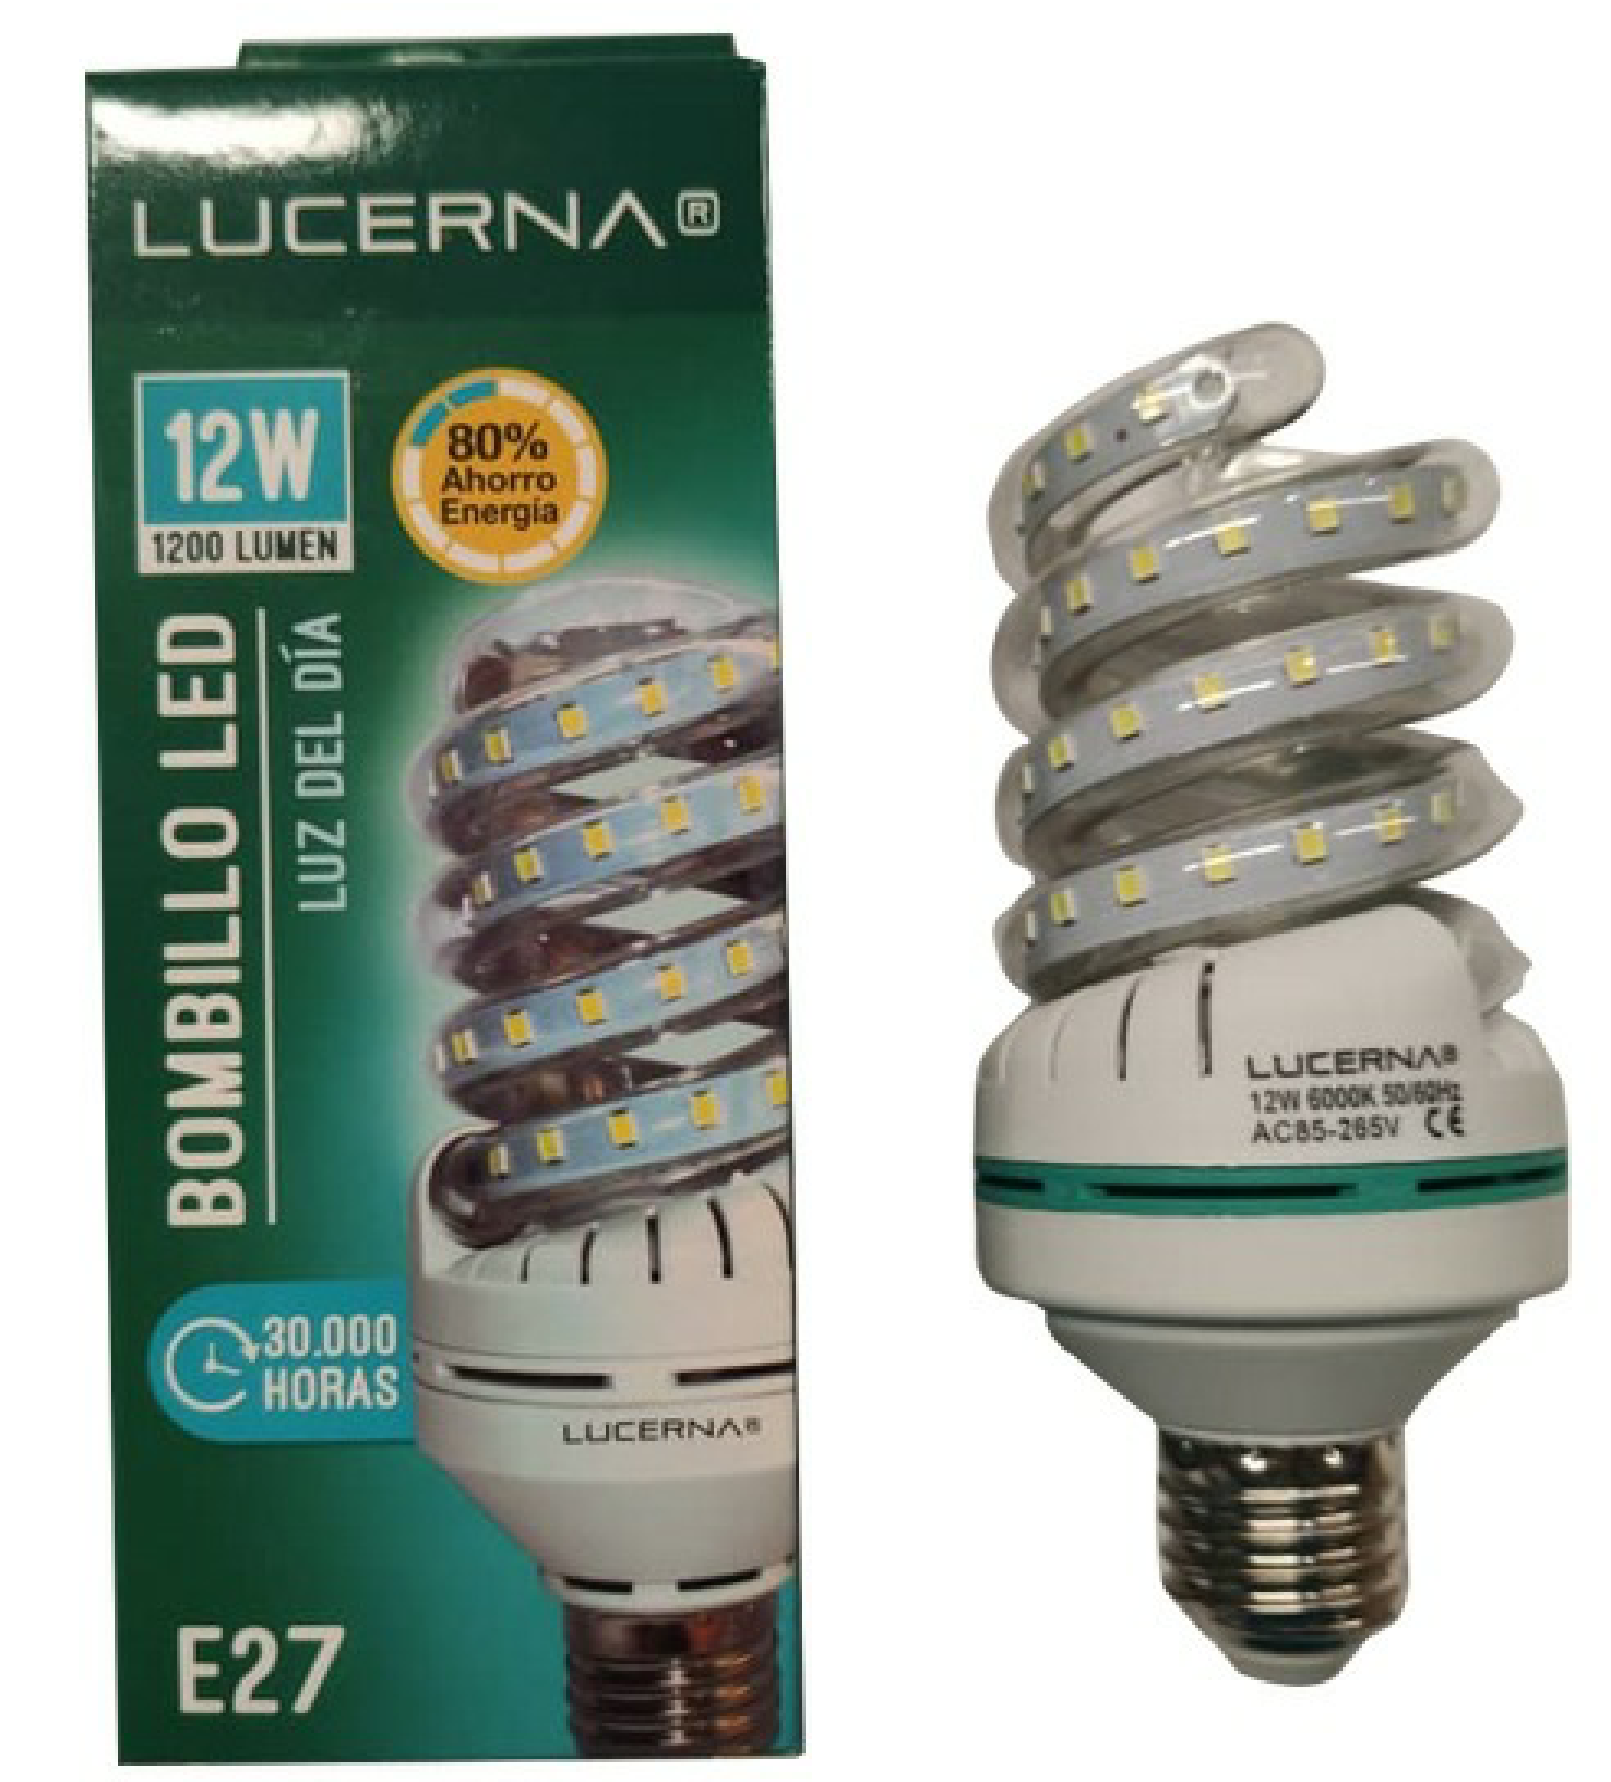 LUCERNA®
12W
1200 LUMEN
80%
Ahorro
Energía
BOMBILLO LED
LUZ DEL DÍA
30.000
HORAS
LUCERNA®
E27
LUCERNA®
12W 6000K 50/60Hz
AC85-265V CE